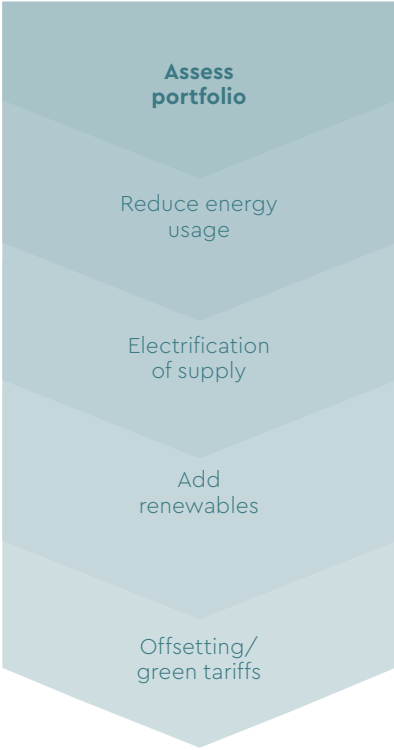 Assess
portfolio
Reduce energy
usage
Electrification
of supply
Add
renewables
Offsetting/
green tariffs